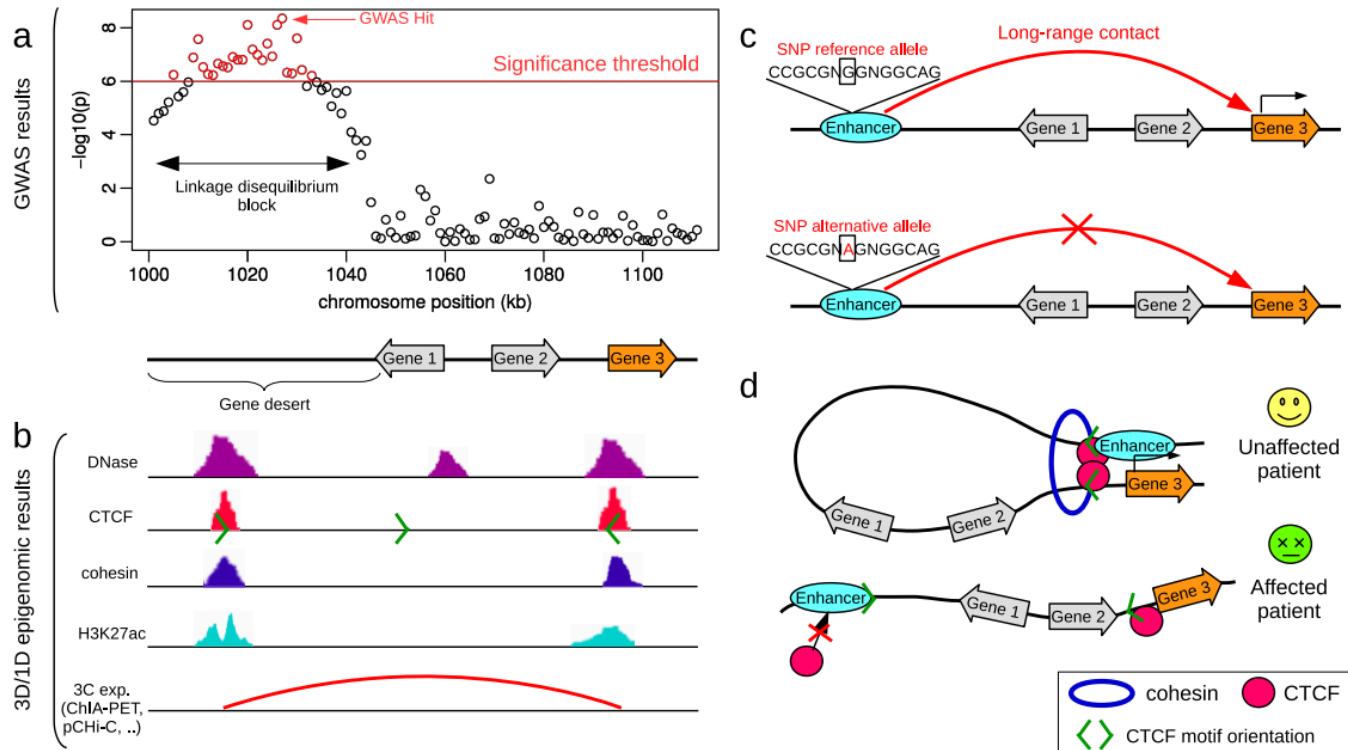 a
GWAS results
GWAS Hit
Significance threshold
-log10(p)
8
6
4
2
0
Linkage disequilibrium
block
1000
1020
1040
1060
1080
1100
chromosome position (kb)
Gene 1
Gene 2
Gene 3
Gene desert
b
3D/1D epigenomic results
DNase
CTCF
cohesin
H3K27ac
3C exp.
(ChIA-PET,
pCHi-C, ..)
c
SNP reference allele
CCGCGNGGNGGCAG
Long-range contact
Enhancer
Gene 1
Gene 2
Gene 3
SNP alternative allele
CCGCGNAGNGGCAG
Enhancer
Gene 1
Gene 2
Gene 3
d
Enhancer
Gene 3
Gene 2
Gene 1
Unaffected
patient
Enhancer
Gene 1
Gene 2
Gene 3
Affected
patient
cohesin
CTCF
CTCF motif orientation